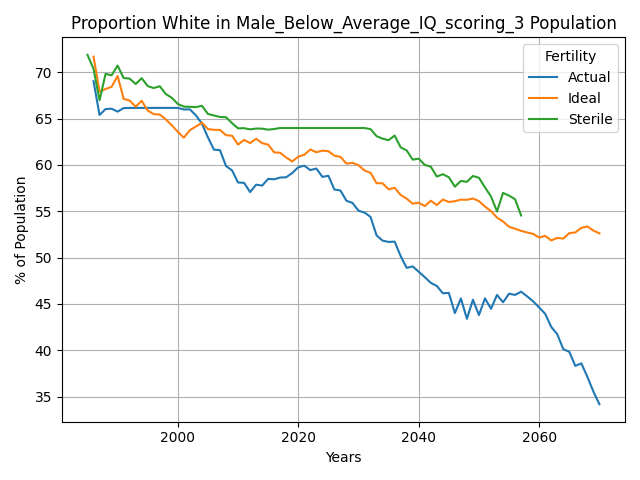 Proportion White in Male_Below_Average_IQ_scoring_3 Population
Fertility
Actual
Ideal
Sterile
% of Population
70
65
60
55
50
45
40
35
2000
2020
2040
2060
Years